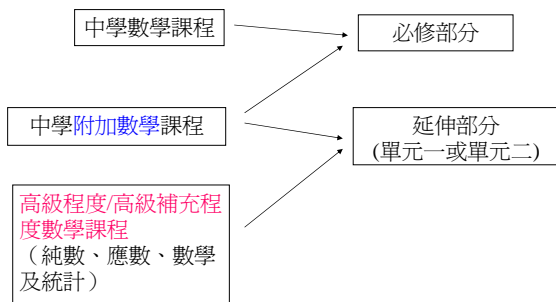 中學數學課程
必修部分
中學附加數學課程
延伸部分
(單元一或單元二)
高級程度/高級補充程
度數學課程
（純數、應數、數學
及統計）